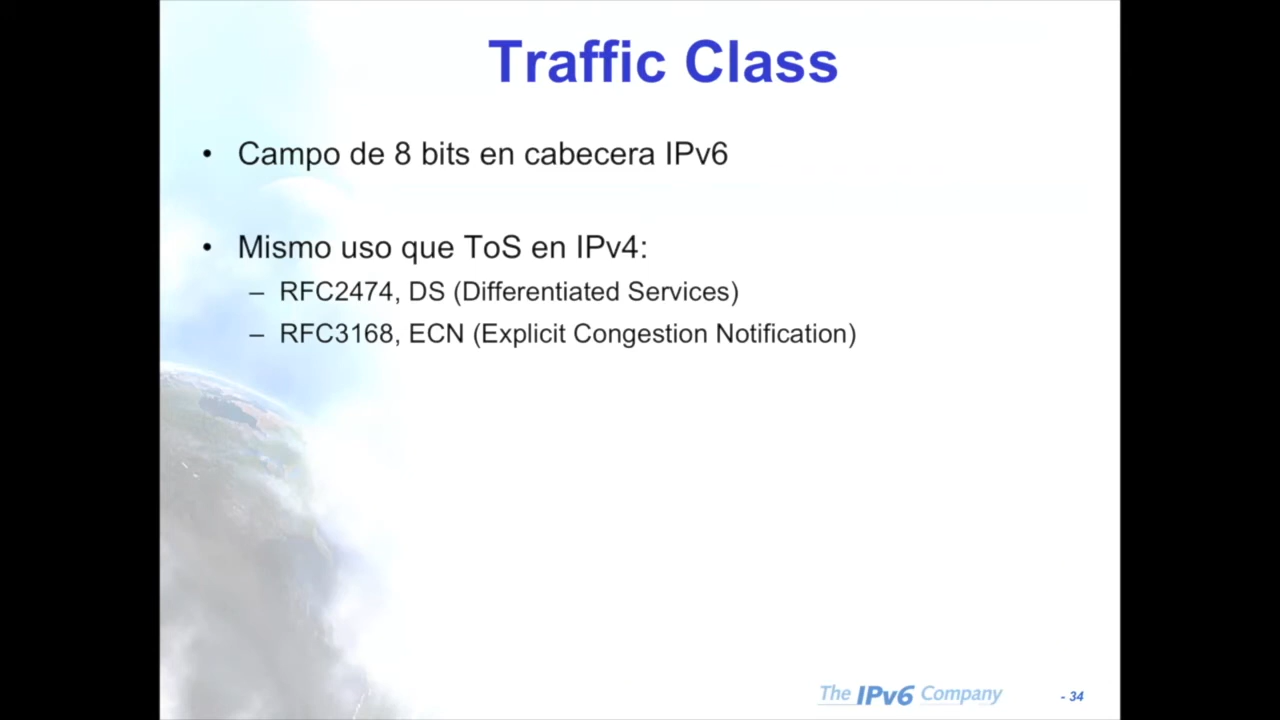 Traffic Class
• Campo de 8 bits en cabecera IPv6
• Mismo uso que ToS en IPv4:
– RFC2474, DS (Differentiated Services)
– RFC3168, ECN (Explicit Congestion Notification)
The IPv6 Company
- 34